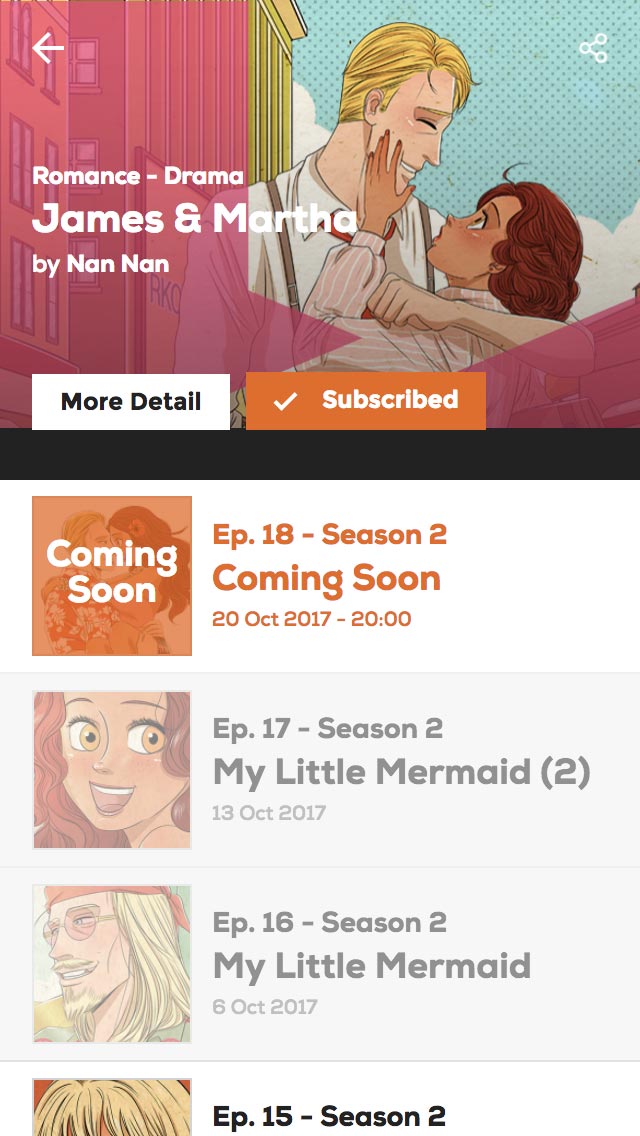 Romance - Drama
James & Martha
by Nan Nan
RKO
More Detail
Subscribed
Coming
Soon
Ep. 18 - Season 2
Coming Soon
20 Oct 2017 - 20:00
Ep. 17 - Season 2
My Little Mermaid (2)
13 Oct 2017
Ep. 16 - Season 2
My Little Mermaid
6 Oct 2017
Ep. 15 - Season 2